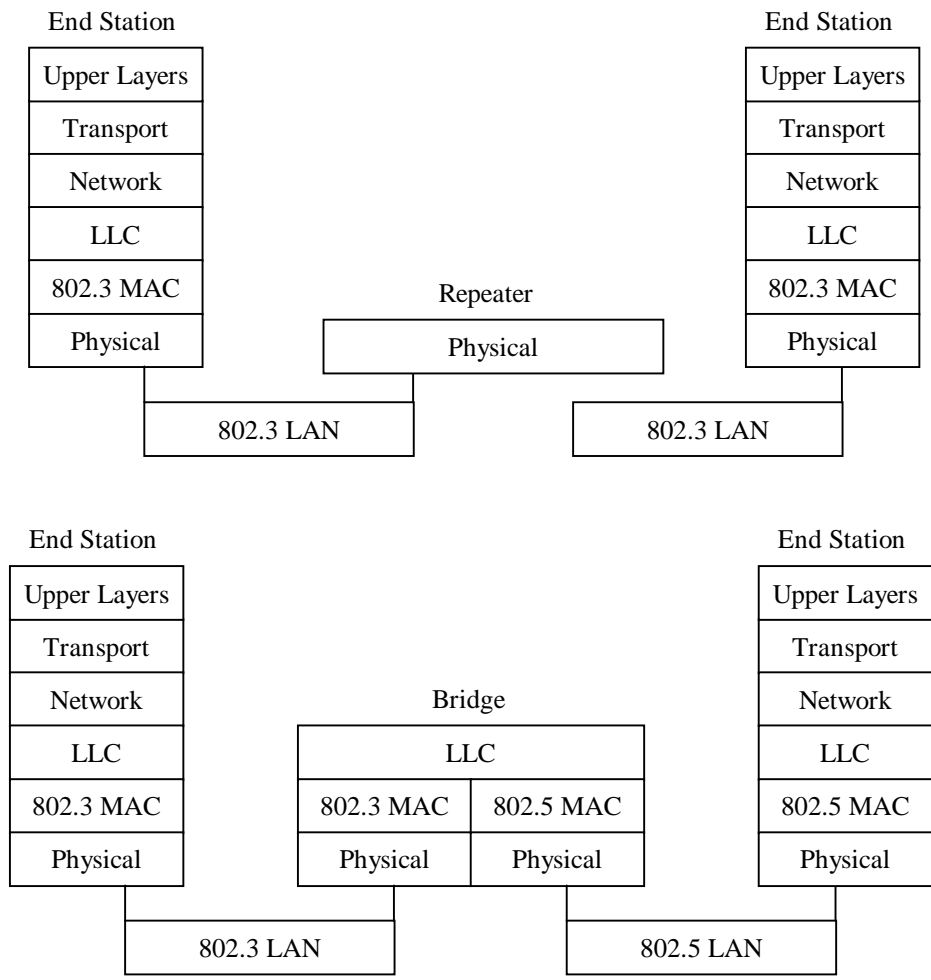 End Station
End Station
Upper Layers
Upper Layers
Transport
Transport
Network
Network
LLC
LLC
802.3 MAC
802.3 MAC
Repeater
Physical
Physical
Physical
802.3 LAN
802.3 LAN
End Station
End Station
Upper Layers
Upper Layers
Transport
Transport
Network
Network
Bridge
LLC
LLC
LLC
802.3 MAC
802.3 MAC
802.5 MAC
802.5 MAC
Physical
Physical
Physical
Physical
802.3 LAN
802.5 LAN